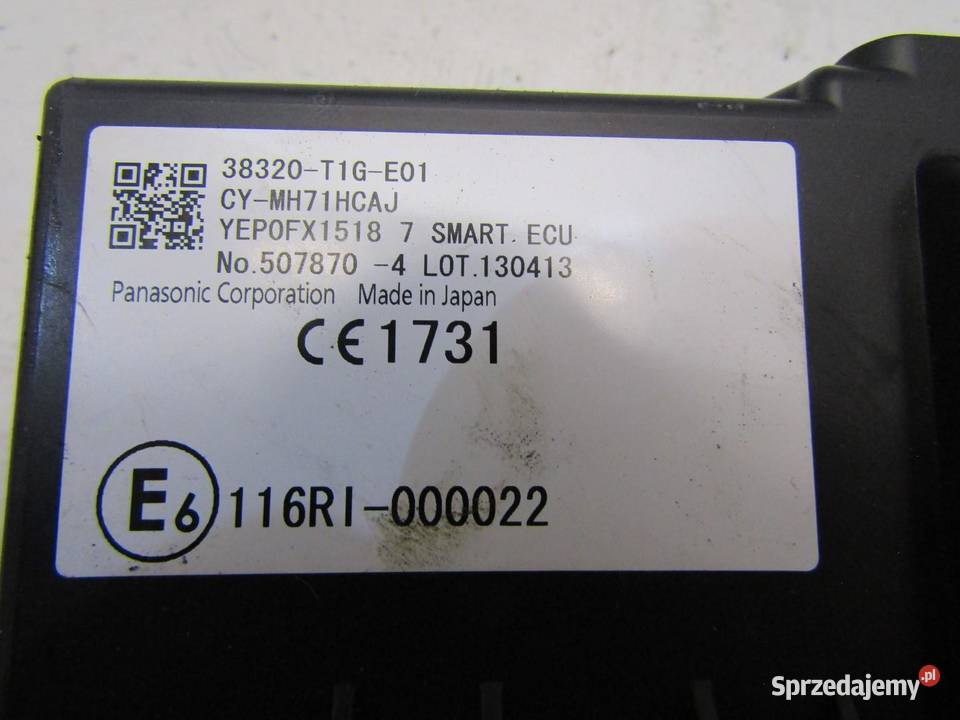 38320-T1G-E01
CY-MH71HCAJ
YEP0FX1518 7 SMART ECU
No.507870 -4 LOT.130413
Panasonic Corporation Made in Japan
CE1731
E6 116RI-000022
Sprzedajemy.pl